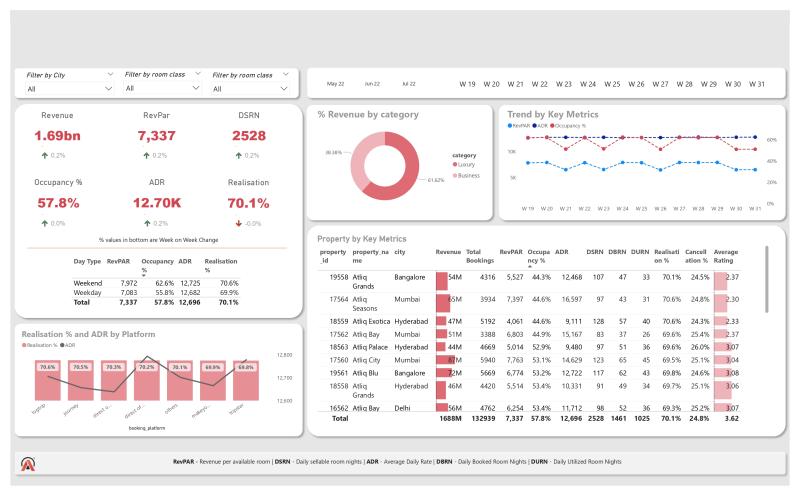 Filter by City
Filter by room class
Filter by room class
All
All
All
May 22
Jun 22
Jul 22
W 19 W 20 W 21 W 22 W 23 W 24 W 25 W 26 W 27 W 28 W 29 W 30 W 31
Revenue
RevPar
DSRN
1.69bn
7,337
2528
0.2%
0.2%
0.2%
Occupancy %
ADR
Realisation
57.8%
12.70K
70.1%
0.0%
0.2%
-0.0%
% values in bottom are Week on Week Change
Day Type RevPAR Occupancy % ADR Realisation %
Weekend 7,972 62.6% 12,725 70.6%
Weekday 7,083 55.8% 12,682 69.9%
Total 7,337 57.8% 12,696 70.1%
% Revenue by category
38.38%
61.62%
category
Luxury
Business
Trend by Key Metrics
RevPAR ADR Occupancy %
10K
5K
60%
40%
20%
0%
W 19 W 20 W 21 W 22 W 23 W 24 W 25 W 26 W 27 W 28 W 29 W 30 W 31
Realisation % and ADR by Platform
Realisation % ADR
70.6% 70.5% 70.3% 70.2% 70.1% 69.9% 69.8%
12,800
12,700
12,600
logtrip journey direct o... direct of... others makeyo... tripster
booking_platform
Property by Key Metrics
property_id property_name city Revenue Total Bookings RevPAR Occupancy % ADR DSRN DBRN DURN Realisation % Cancellation % Average Rating
19558 Atliq Grands Bangalore 54M 4316 5,527 44.3% 12,468 107 47 33 70.1% 24.5% 2.37
17564 Atliq Seasons Mumbai 65M 3934 7,397 44.6% 16,597 97 43 31 70.6% 24.8% 2.30
18559 Atliq Exotica Hyderabad 47M 5192 4,061 44.6% 9,111 128 57 40 70.6% 24.3% 2.33
17562 Atliq Bay Mumbai 51M 3388 6,803 44.9% 15,167 83 37 26 69.6% 25.4% 2.37
18563 Atliq Palace Hyderabad 44M 4669 5,014 52.9% 9,480 97 51 36 69.6% 26.0% 3.07
17560 Atliq City Mumbai 87M 5940 7,763 53.1% 14,629 123 65 45 69.5% 25.1% 3.04
19561 Atliq Blu Bangalore 72M 5669 6,774 53.2% 12,722 117 62 43 69.8% 24.6% 3.08
18558 Atliq Grands Hyderabad 46M 4420 5,514 53.4% 10,331 91 49 34 69.7% 25.1% 3.06
16562 Atliq Bay Delhi 56M 4762 6,254 53.4% 11,712 98 52 36 69.3% 25.2% 3.07
Total 1688M 132939 7,337 57.8% 12,696 2528 1461 1025 70.1% 24.8% 3.62
RevPAR - Revenue per available room | DSRN - Daily sellable room nights | ADR - Average Daily Rate | DBRN - Daily Booked Room Nights | DURN - Daily Utilized Room Nights